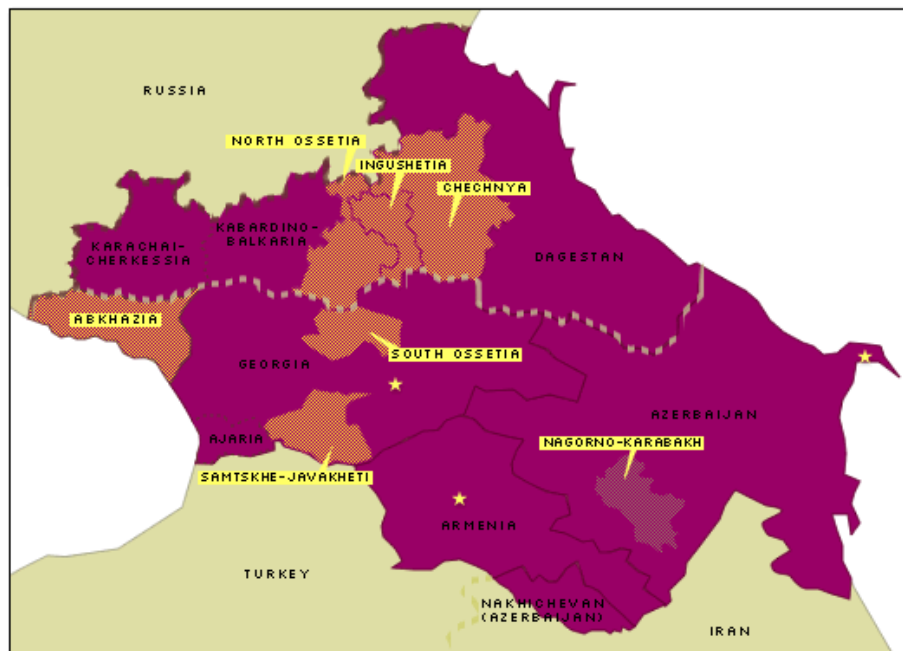 RUSSIA
NORTH OSSETIA
INGUSHETIA
CHECHNYA
KABARDINO-
BALKARIA
KARACHAI-
CHERKESSIA
DAGESTAN
ABKHAZIA
SOUTH OSSETIA
GEORGIA
AZERBAIJAN
AJARIA
NAGORNO-KARABAKH
SAMTSKHE-JAVAKHETI
ARMENIA
TURKEY
NAKHICHEVAN
(AZERBAIJAN)
IRAN